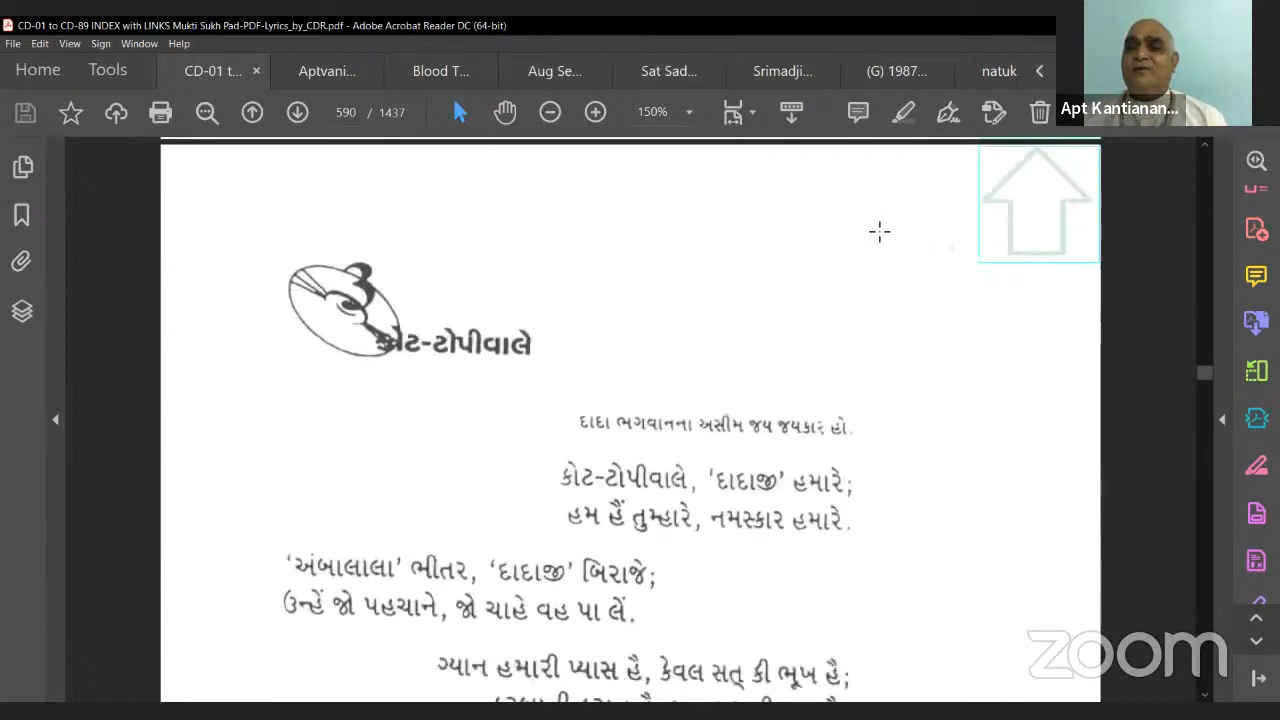 CD-01 to CD-89 INDEX with LINKS Mukti Sukh Pad-PDF-Lyrics_by_CDR.pdf - Adobe Acrobat Reader DC (64-bit)
File Edit View Sign Window Help
Home Tools CD-01 t... × Aptvani... Blood T... Aug Se... Sat Sad... Srimadji... (G) 1987... natuk
590 / 1437 150%
Apt Kantianan...
3
કોટ-ટોપીવાલે
દાદા ભગવાનના અસીમ જય જયકાર હો.
કોટ-ટોપીવાલે, ‘દાદાજી’ હમારે;
હમ હૈં તુમ્હારે, નમસ્કાર હમારે.
‘અંબાલાલા’ ભીતર, ‘દાદાજી’ બિરાજે;
ઉન્હેં જો પહચાને, જો ચાહે વહ પા લેં.
ગ્યાન હમારી પ્યાસ હૈ, કેવલ સત્ કી ભૂખ હૈ;
zoom